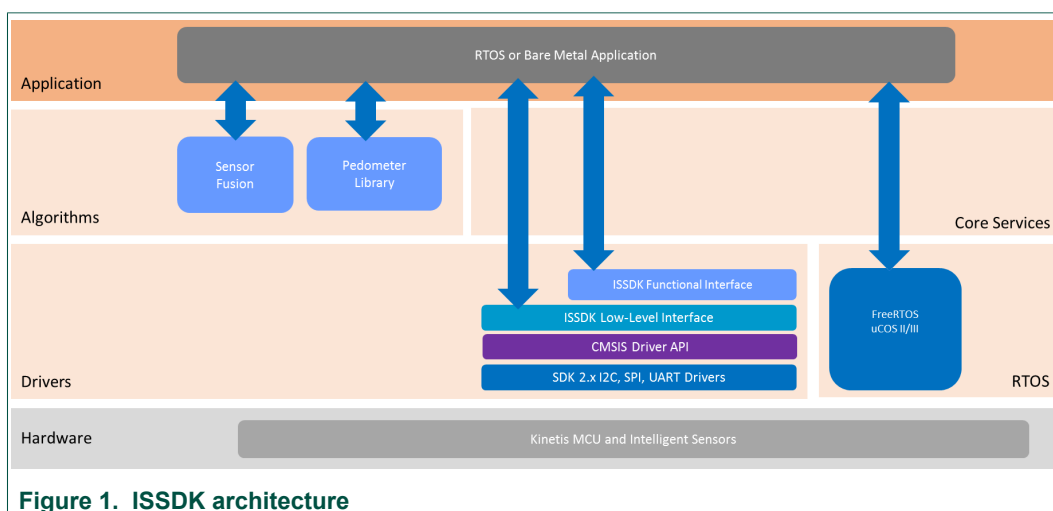 RTOS or Bare Metal Application
Application
Sensor
Fusion
Pedometer
Library
Algorithms
Core Services
ISSDK Functional Interface
ISSDK Low-Level Interface
CMSIS Driver API
SDK 2.x I2C, SPI, UART Drivers
Drivers
FreeRTOS
uCOS II/III
RTOS
Hardware
Kinetis MCU and Intelligent Sensors
Figure 1. ISSDK architecture